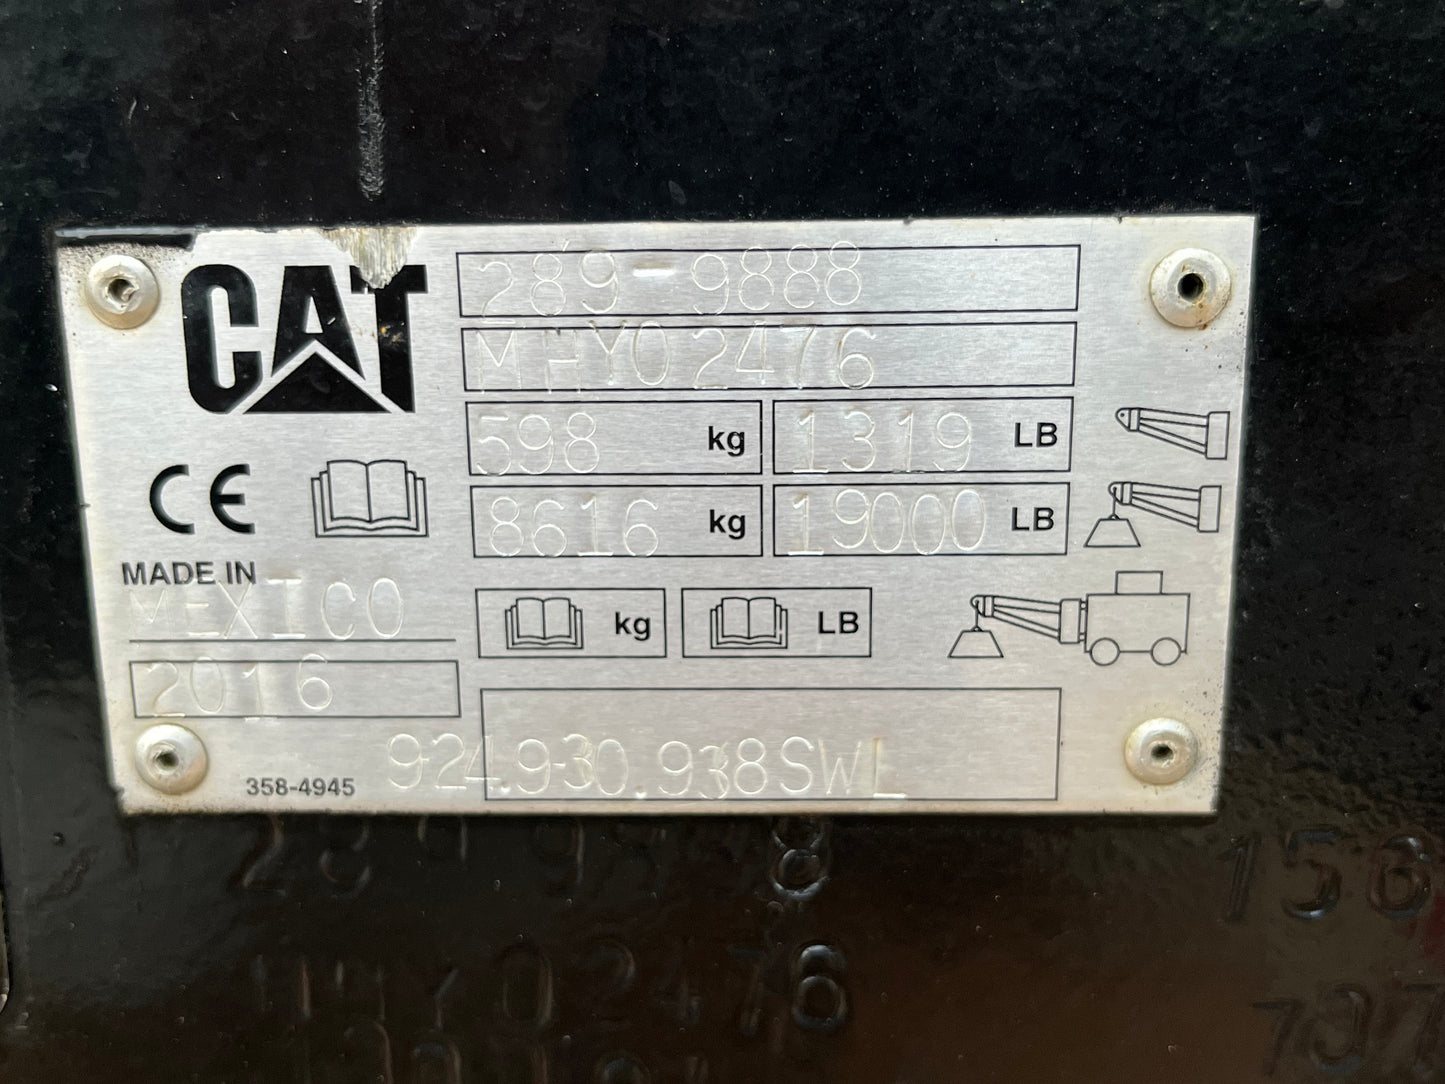 CAT
289-9888
MHY02476
598 kg 1319 LB
8616 kg 19000 LB
CE
MADE IN
MEXICO
kg LB
2016
924.930.938SWL
358-4945
MHY02476